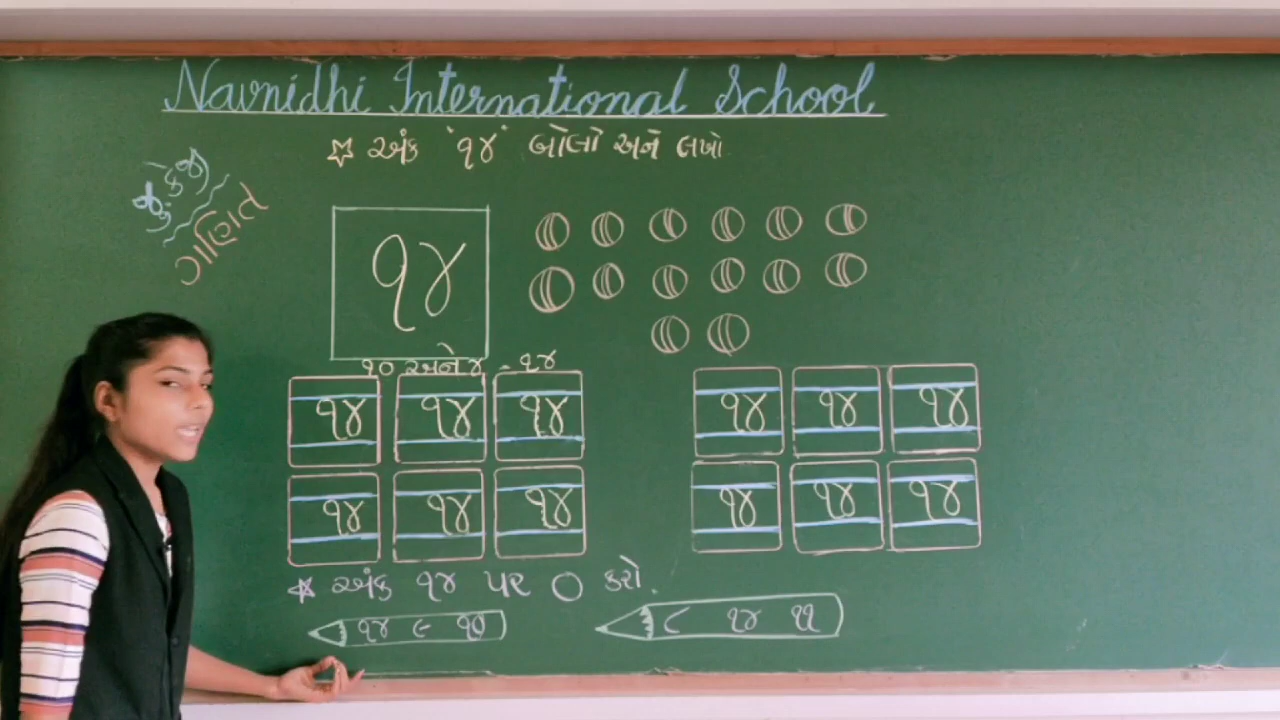 Navnidhi International School
☆ અંક '૧૪' બોલો અને લખો
જુ.કેજી
ગણિત
૧૪
૧૦ અને ૪ - ૧૪
૧૪ ૧૪ ૧૪ ૧૪ ૧૪ ૧૪
૧૪ ૧૪ ૧૪ ૧૪ ૧૪ ૧૪
☆ અંક ૧૪ પર ○ કરો.
૧૪ ૯ ૮ ૧૪ ૧૧